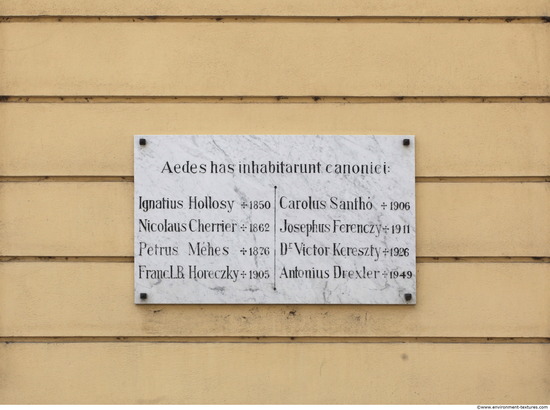 Aedes has inhabitarunt canonici:
Ignatius Hollosy ÷1850
Nicolaus Cherrier ÷1862
Petrus Méhes ÷1876
Franc.L.B. Horeczky ÷1905
Carolus Santhó ÷1906
Josephus Ferenczy ÷1911
Dr Victor Kereszty ÷1926
Antonius Drexler ÷1949
©www.environment-textures.com